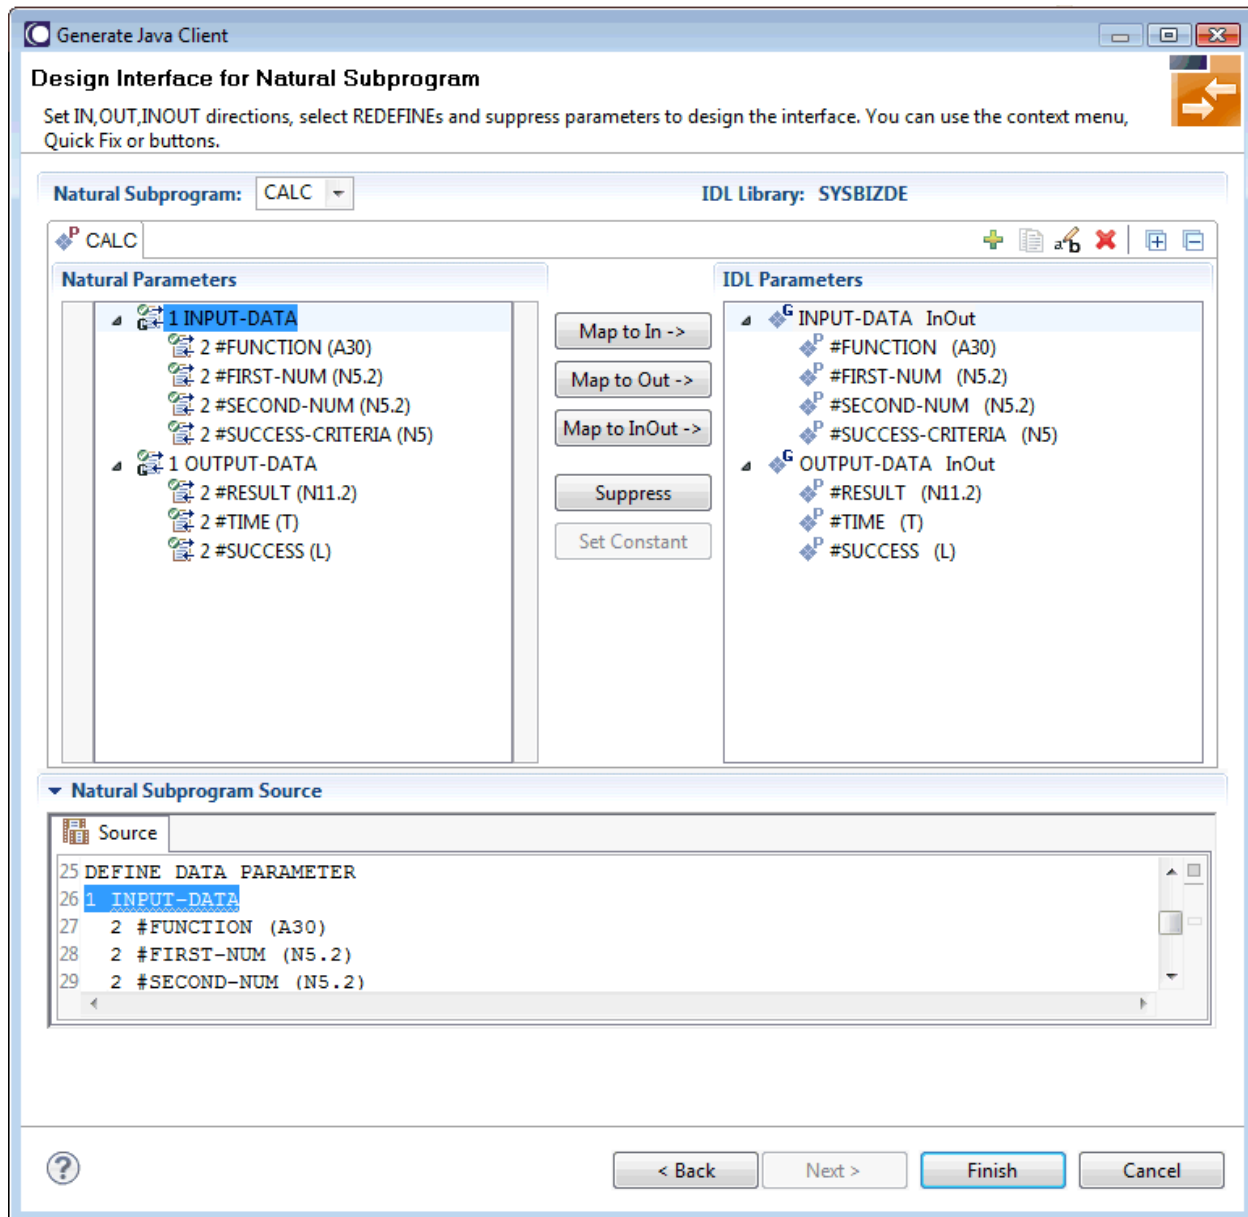 Generate Java Client
Design Interface for Natural Subprogram
Set IN,OUT,INOUT directions, select REDEFINEs and suppress parameters to design the interface. You can use the context menu,
Quick Fix or buttons.
Natural Subprogram: CALC IDL Library: SYSBIZDE
P CALC
Natural Parameters
IDL Parameters
1 INPUT-DATA
2 #FUNCTION (A30)
2 #FIRST-NUM (N5.2)
2 #SECOND-NUM (N5.2)
2 #SUCCESS-CRITERIA (N5)
1 OUTPUT-DATA
2 #RESULT (N11.2)
2 #TIME (T)
2 #SUCCESS (L)
Map to In ->
Map to Out ->
Map to InOut ->
Suppress
Set Constant
G INPUT-DATA InOut
P #FUNCTION (A30)
P #FIRST-NUM (N5.2)
P #SECOND-NUM (N5.2)
P #SUCCESS-CRITERIA (N5)
G OUTPUT-DATA InOut
P #RESULT (N11.2)
P #TIME (T)
P #SUCCESS (L)
Natural Subprogram Source
Source
25 DEFINE DATA PARAMETER
26 1 INPUT-DATA
27 2 #FUNCTION (A30)
28 2 #FIRST-NUM (N5.2)
29 2 #SECOND-NUM (N5.2)
? < Back Next > Finish Cancel